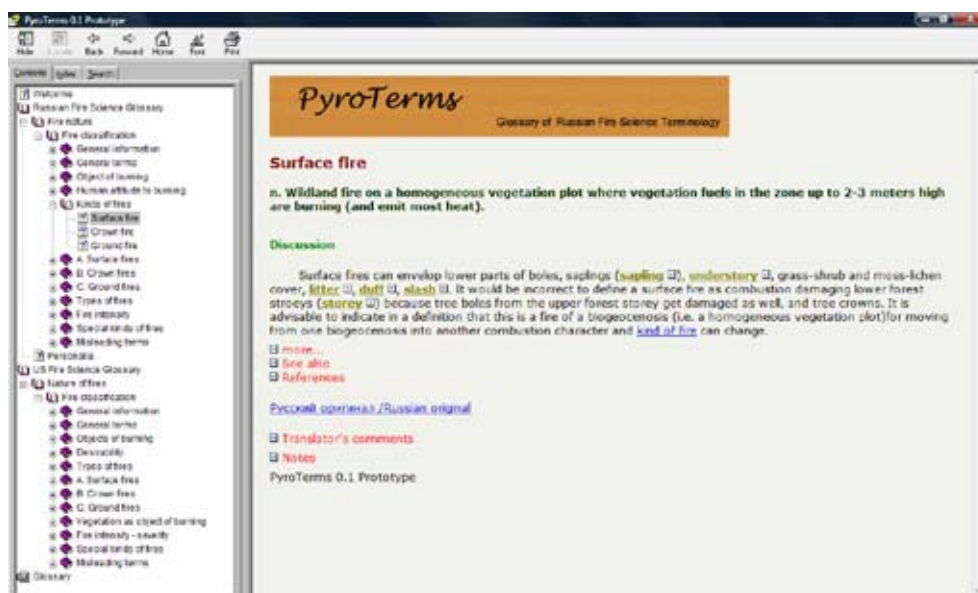 PyroTerms 0.1 Prototype
Hide Locate Back Forward Home Font Print
Contents Index Search
Welcome
Russian Fire Science Glossary
Fire nature
Fire classification
General information
General terms
Object of burning
Human attitude to burning
Kinds of fires
Surface fire
Crown fire
Ground fire
A. Surface fires
B. Crown fires
C. Ground fires
Types of fires
Fire intensity
Special kinds of fires
Misleading terms
Personalia
US Fire Science Glossary
Nature of fires
Fire classification
General information
General terms
Objects of burning
Desirability
Types of fires
A. Surface fires
B. Crown fires
C. Ground fires
Vegetation as object of burning
Fire intensity - severity
Special kinds of fires
Misleading terms
Glossary
PyroTerms
Glossary of Russian Fire Science Terminology
Surface fire
n. Wildland fire on a homogeneous vegetation plot where vegetation fuels in the zone up to 2-3 meters high
are burning (and emit most heat).
Discussion
Surface fires can envelop lower parts of boles, saplings (sapling), understory, grass-shrub and moss-lichen
cover, litter, duff, slash. It would be incorrect to define a surface fire as combustion damaging lower forest
stroeys (storey) because tree boles from the upper forest storey get damaged as well, and tree crowns. It is
advisable to indicate in a definition that this is a fire of a biogeocenosis (i.e. a homogeneous vegetation plot)for moving
from one biogeocenosis into another combustion character and kind of fire can change.
more...
See also
References
Русский оригинал /Russian original
Translator's comments
Notes
PyroTerms 0.1 Prototype